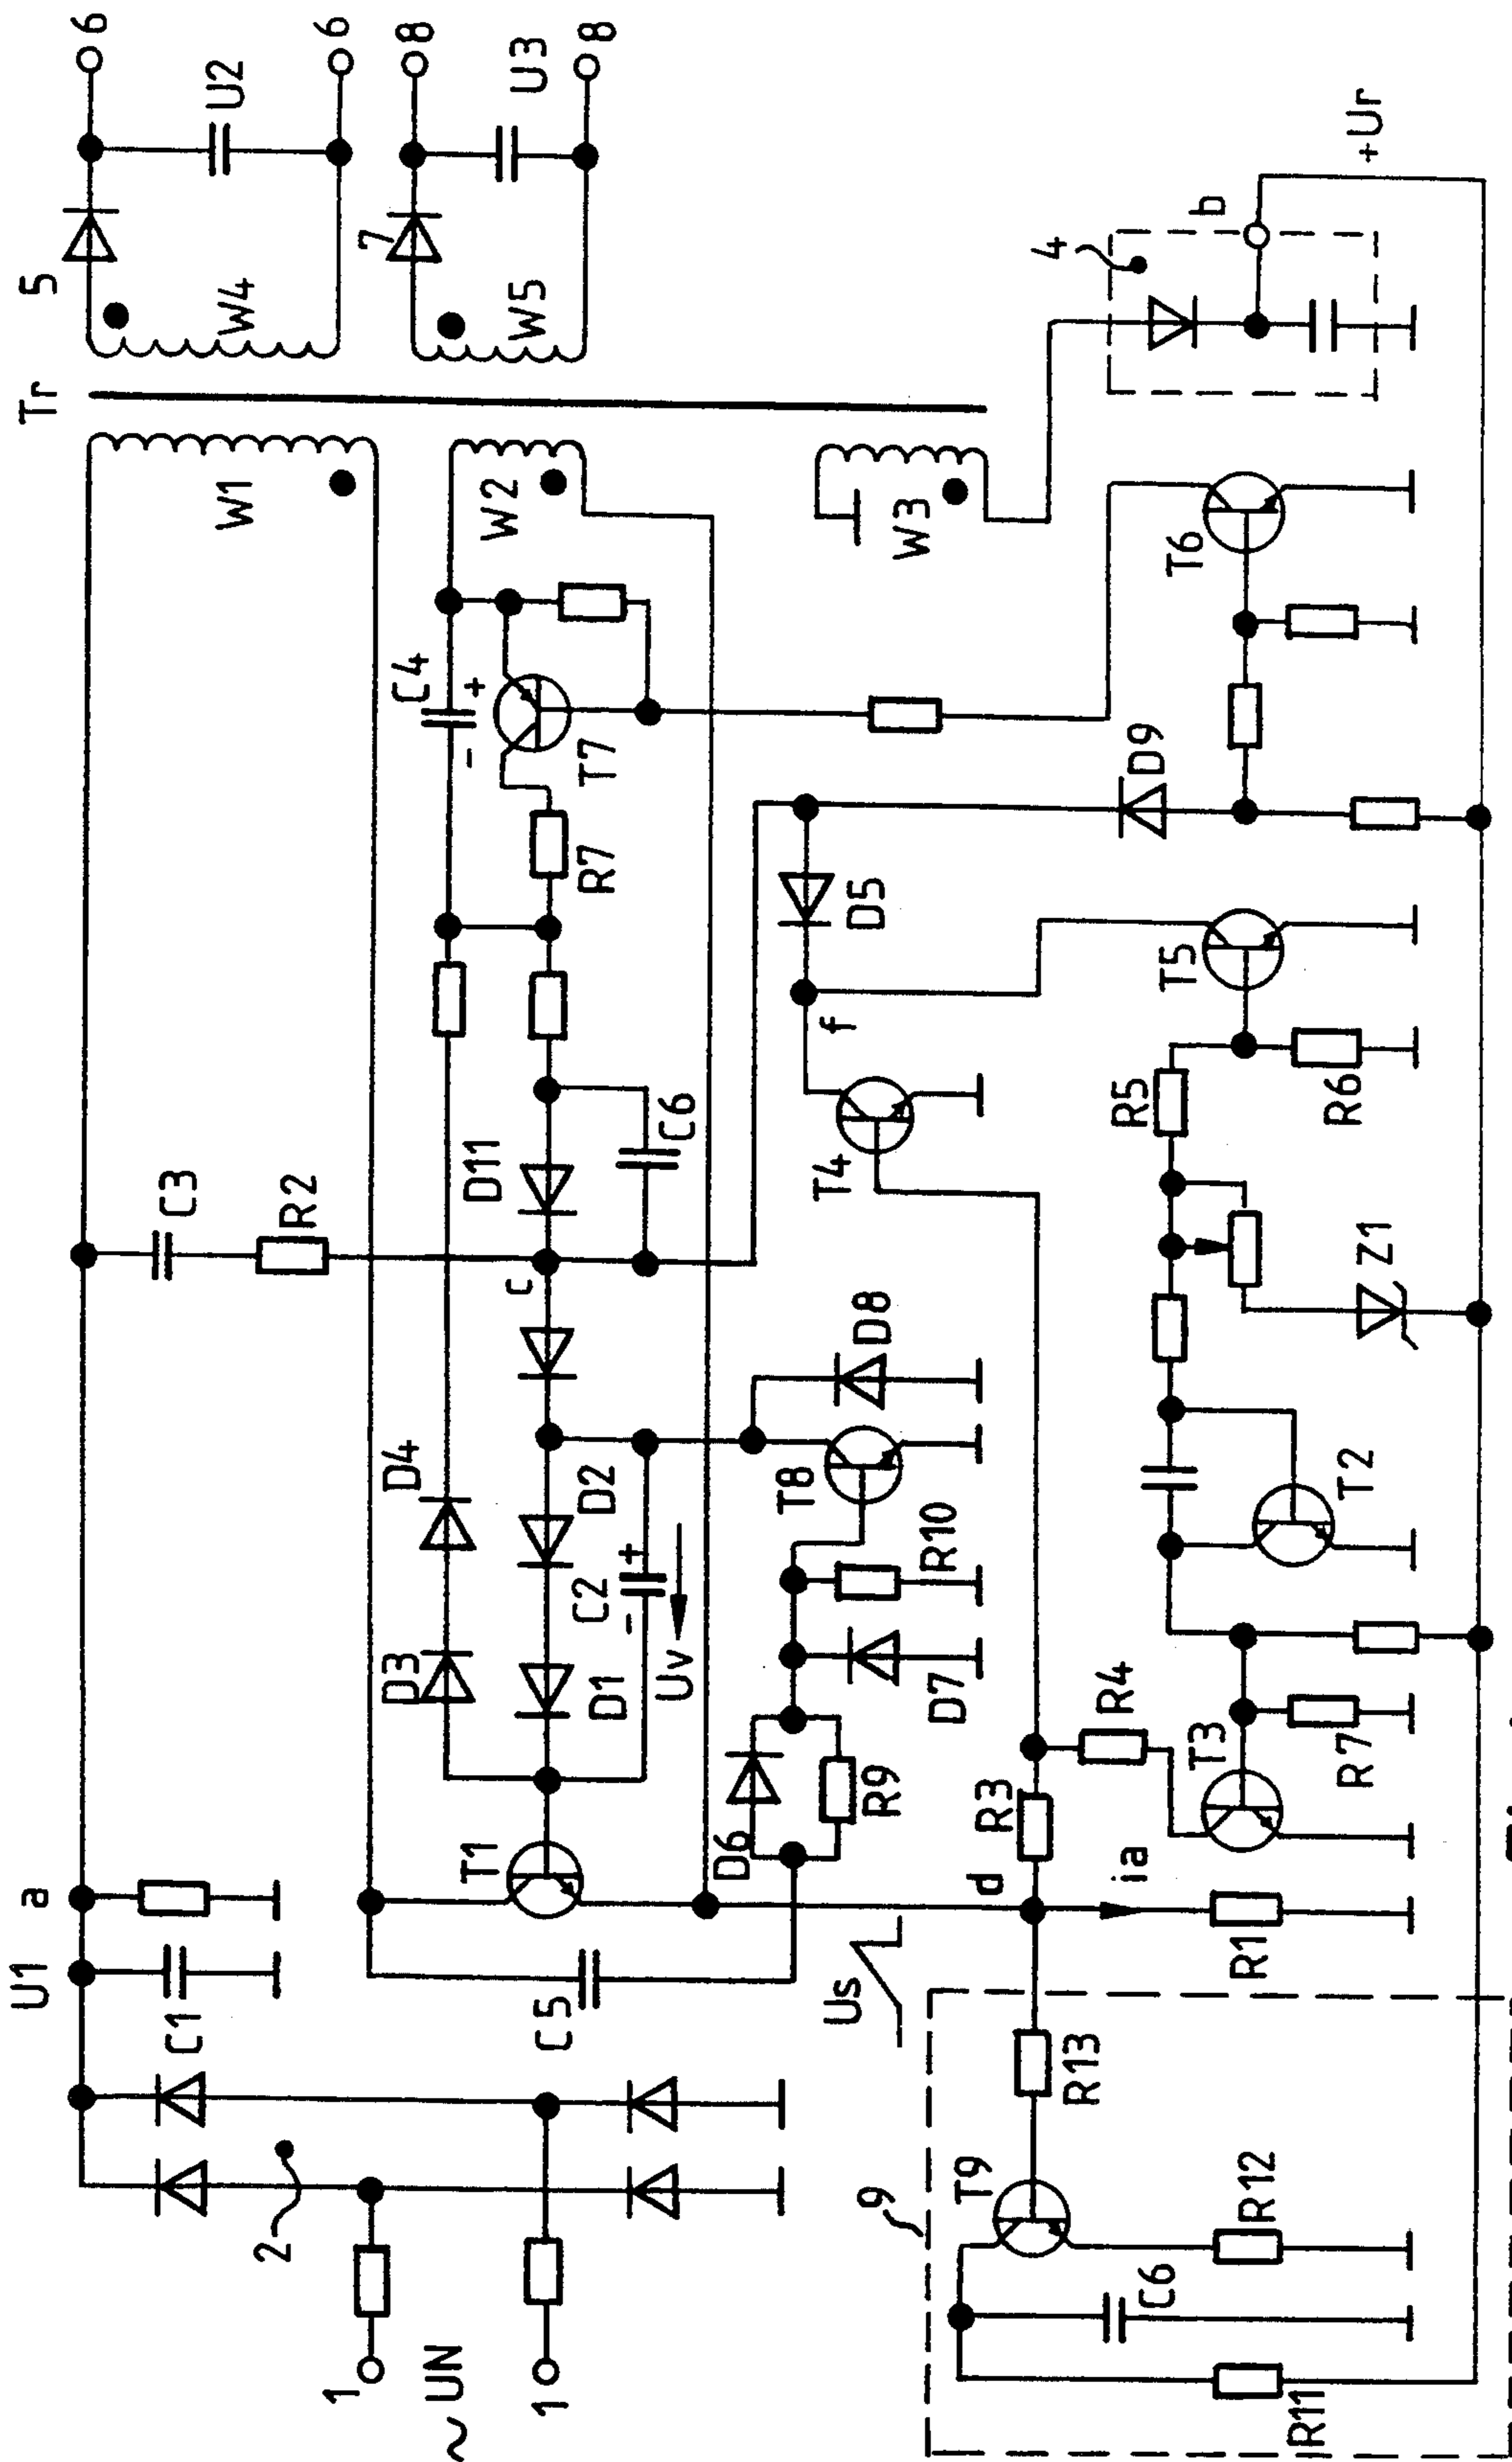 1
UN
~
1
2
U1
a
C1
C3
R2
Tr
W1
5
W4
6
U2
6
7
W5
8
U3
8
C5
T1
D3
D4
D1
D2
C2
- +
Uv
c
D11
C6
R7
C4
- +
T7
W2
W3
D6
R9
D7
R10
T8
D8
D5
f
T4
D9
4
b
+Ur
Us
d
ia
R3
R4
R1
T3
R7
T2
Z1
R5
R6
T5
T6
9
T9
R13
R12
C6
R11